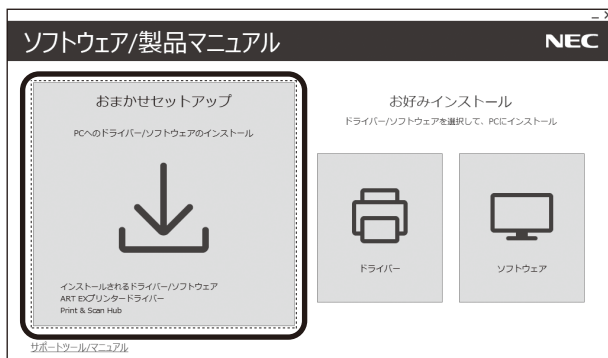 ソフトウェア/製品マニュアル
NEC
おまかせセットアップ
PCへのドライバー/ソフトウェアのインストール
インストールされるドライバー/ソフトウェア
ART EXプリンタードライバー
Print & Scan Hub
お好みインストール
ドライバー/ソフトウェアを選択して、PCにインストール
ドライバー
ソフトウェア
サポートツール/マニュアル